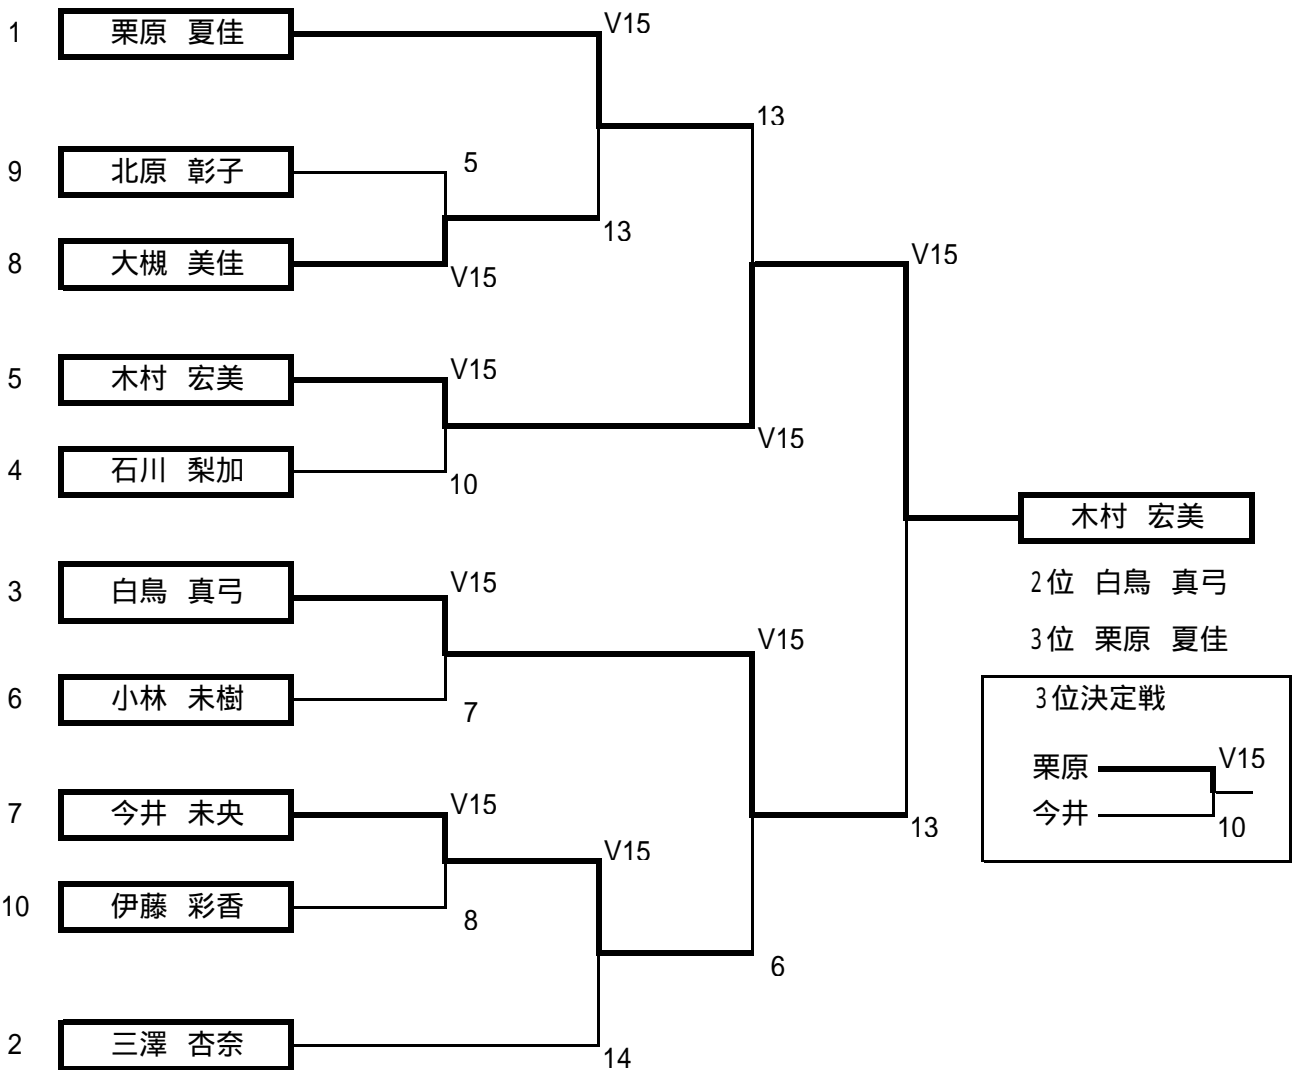 1 栗原 夏佳 V15
13
9 北原 彰子 5
13
8 大槻 美佳 V15
V15
5 木村 宏美 V15
V15
4 石川 梨加 10
木村 宏美
3 白鳥 真弓 V15
2位 白鳥 真弓
V15
3位 栗原 夏佳
6 小林 未樹 7
3位決定戦
栗原 V15
今井 10
7 今井 未央 V15
13
V15
10 伊藤 彩香 8
6
2 三澤 杏奈 14